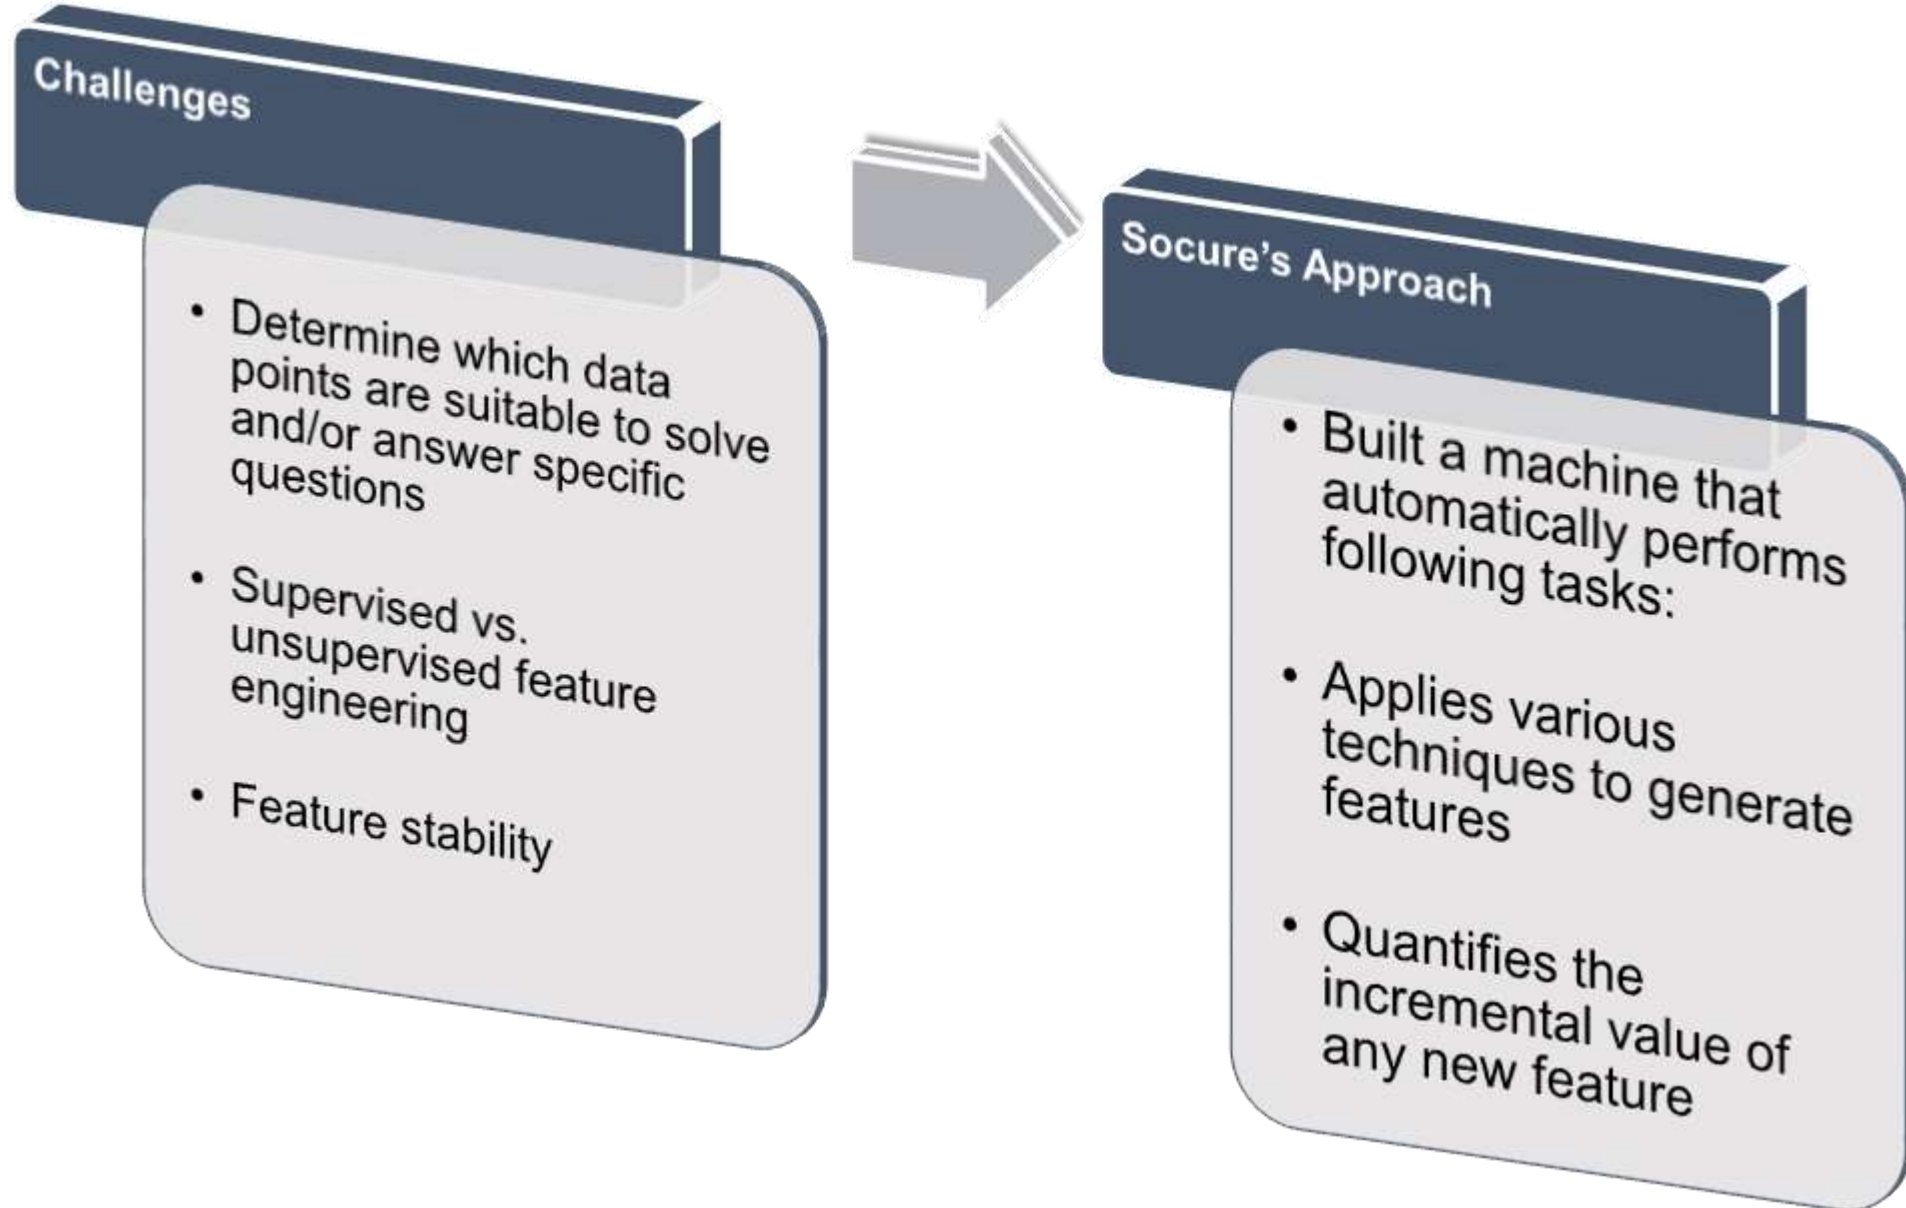 Challenges
• Determine which data
points are suitable to solve
and/or answer specific
questions
• Supervised vs.
unsupervised feature
engineering
• Feature stability
Socure’s Approach
• Built a machine that
automatically performs
following tasks:
• Applies various
techniques to generate
features
• Quantifies the
incremental value of
any new feature